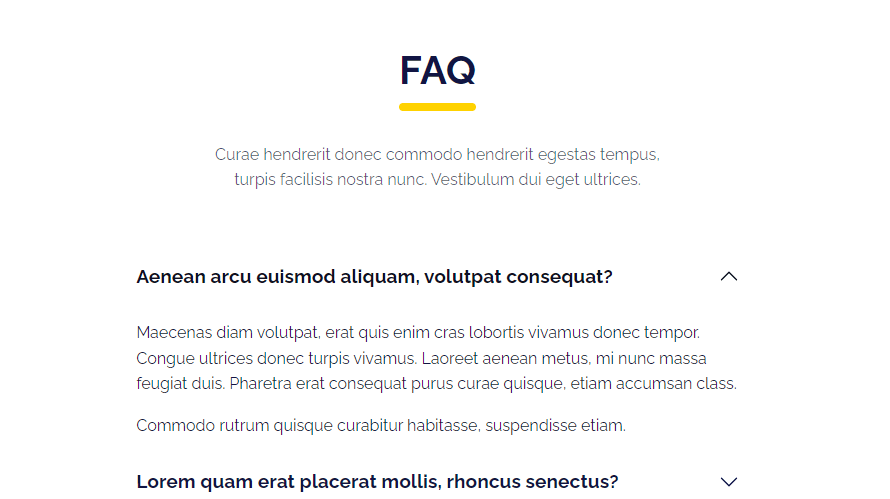 FAQ
Curae hendrerit donec commodo hendrerit egestas tempus,
turpis facilisis nostra nunc. Vestibulum dui eget ultrices.
Aenean arcu euismod aliquam, volutpat consequat?
Maecenas diam volutpat, erat quis enim cras lobortis vivamus donec tempor.
Congue ultrices donec turpis vivamus. Laoreet aenean metus, mi nunc massa
feugiat duis. Pharetra erat consequat purus curae quisque, etiam accumsan class.
Commodo rutrum quisque curabitur habitasse, suspendisse etiam.
Lorem quam erat placerat mollis, rhoncus senectus?